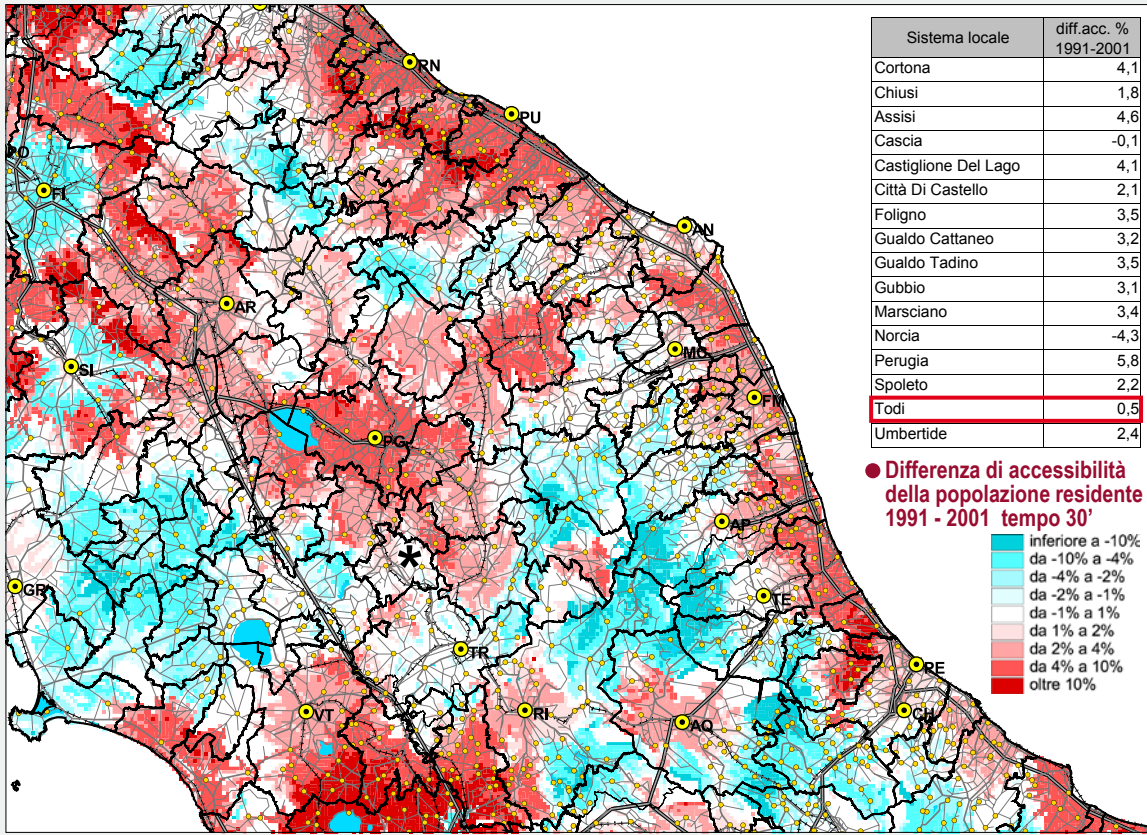 FC
RN
PU
PO
FI
AN
AR
MC
SI
FM
PG
AP
*
GR
TE
TR
PE
VT
RI
AQ
CH
Sistema locale diff.acc. % 1991-2001
Cortona 4,1
Chiusi 1,8
Assisi 4,6
Cascia -0,1
Castiglione Del Lago 4,1
Città Di Castello 2,1
Foligno 3,5
Gualdo Cattaneo 3,2
Gualdo Tadino 3,5
Gubbio 3,1
Marsciano 3,4
Norcia -4,3
Perugia 5,8
Spoleto 2,2
Todi 0,5
Umbertide 2,4
● Differenza di accessibilità
della popolazione residente
1991 - 2001 tempo 30’
inferiore a -10%
da -10% a -4%
da -4% a -2%
da -2% a -1%
da -1% a 1%
da 1% a 2%
da 2% a 4%
da 4% a 10%
oltre 10%